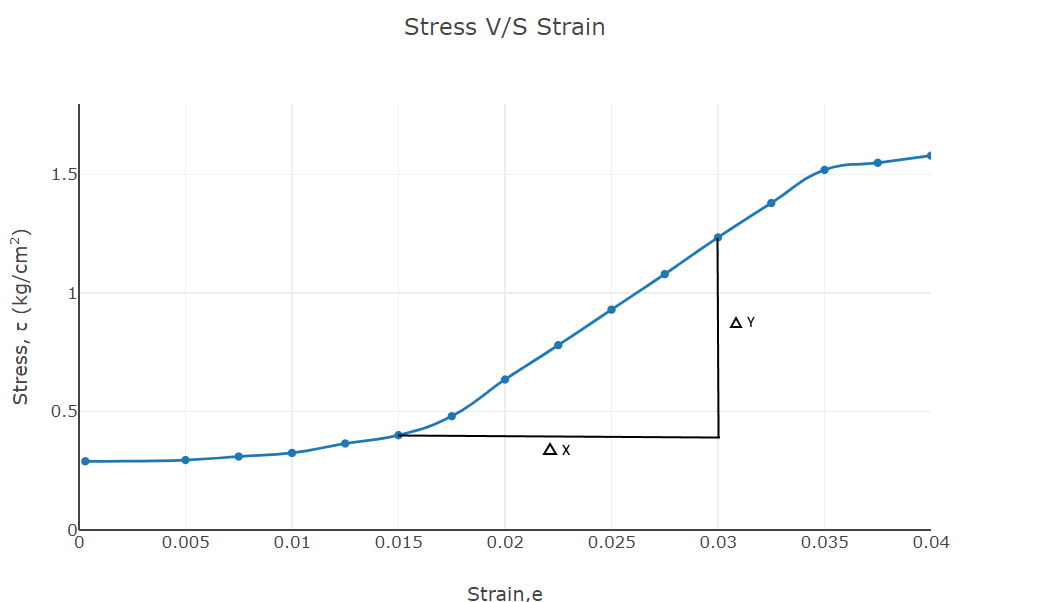 Stress V/S Strain
Stress, τ (kg/cm²)
1.5
1
0.5
0
0 0.005 0.01 0.015 0.02 0.025 0.03 0.035 0.04
Δ Y
Δ X
Strain,e